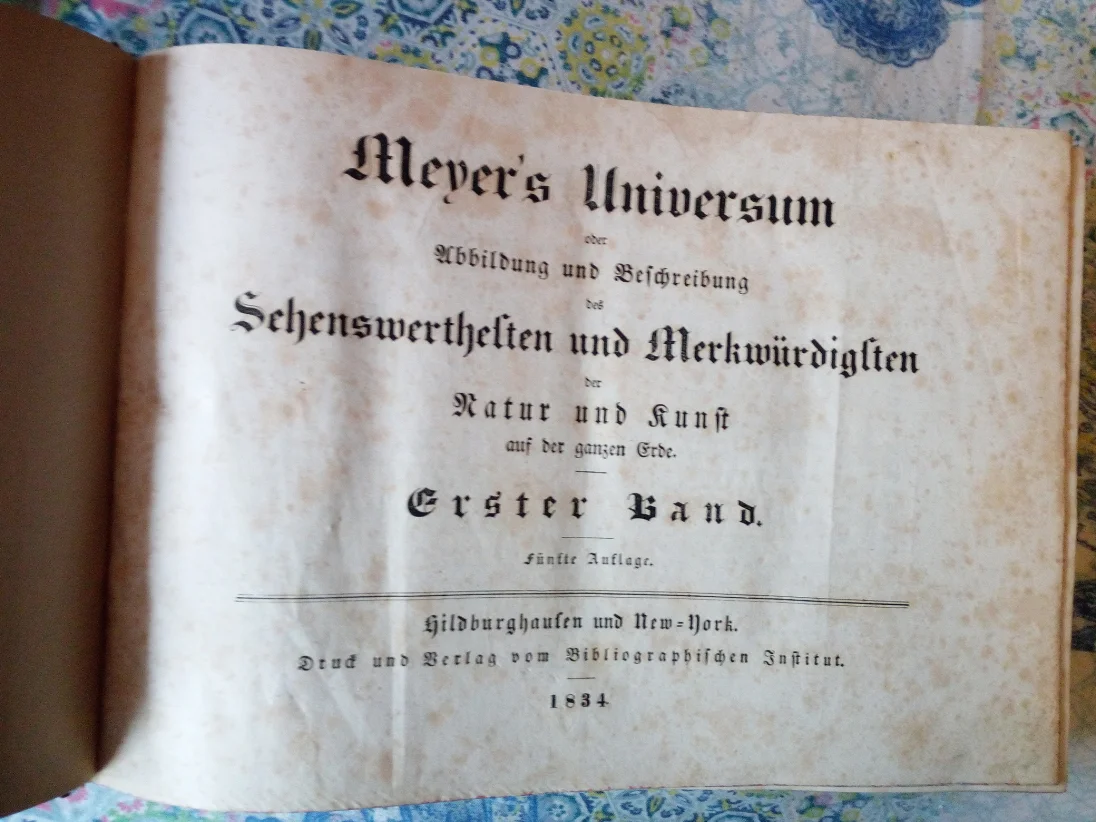 Meyer's Universum
oder
Abbildung und Beſchreibung
des
Sehenswertheſten und Merkwürdigſten
der
Natur und Kunſt
auf der ganzen Erde.
Erster Band.
Fünfte Auflage.
Hildburghauſen und New=York.
Druck und Verlag vom Bibliographiſchen Inſtitut.
1834